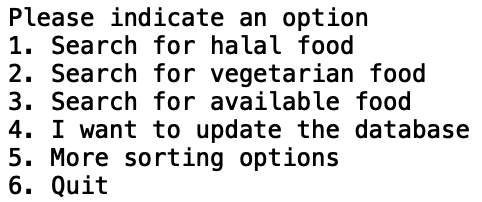 Please indicate an option
1. Search for halal food
2. Search for vegetarian food
3. Search for available food
4. I want to update the database
5. More sorting options
6. Quit